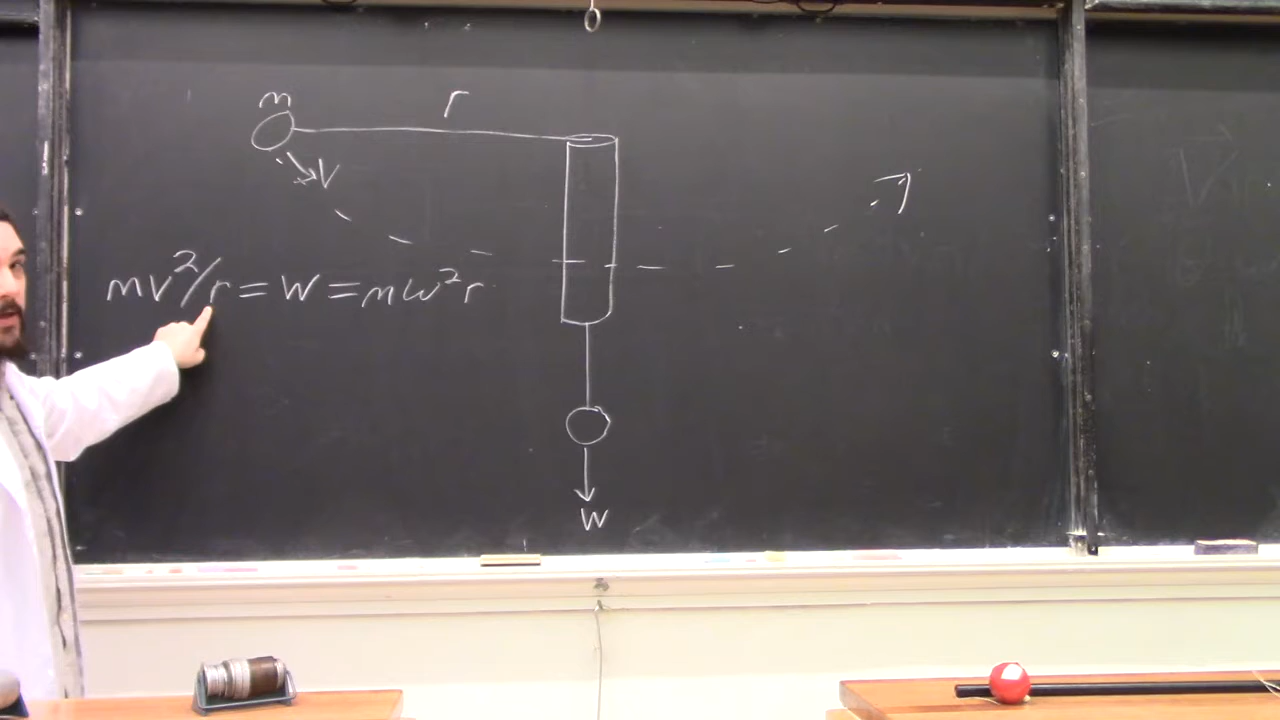 m
r
v
mv²/r = W = mω²r
W
V